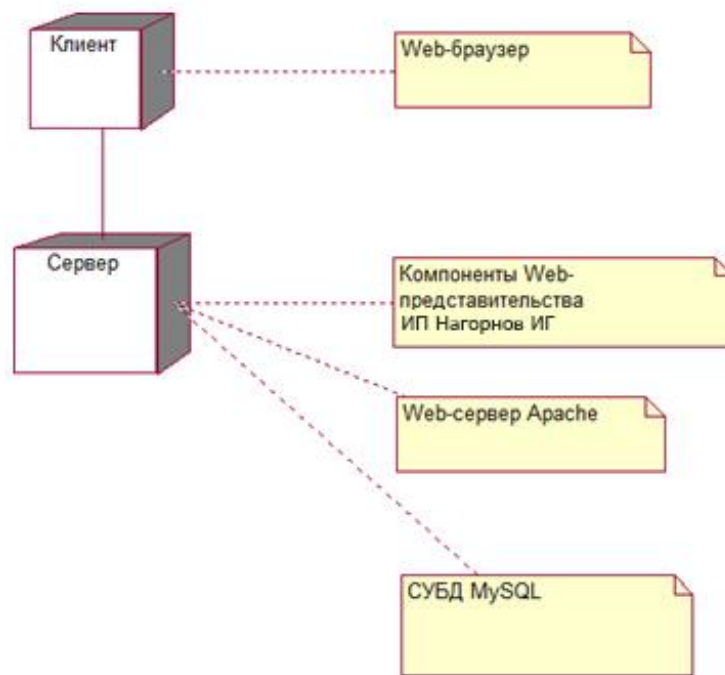 Клиент
Web-браузер
Сервер
Компоненты Web-
представительства
ИП Нагорнов ИГ
Web-сервер Apache
СУБД MySQL